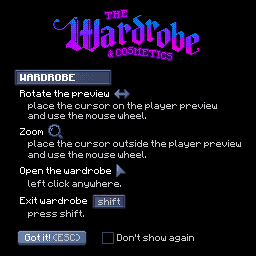 THE
Wardrobe
& COSMETICS
WARDROBE
Rotate the preview
place the cursor on the player preview
and use the mouse wheel.
Zoom
place the cursor outside the player preview
and use the mouse wheel.
Open the wardrobe
left click anywhere.
Exit wardrobe shift
press shift.
Got it! (ESC) Don't show again